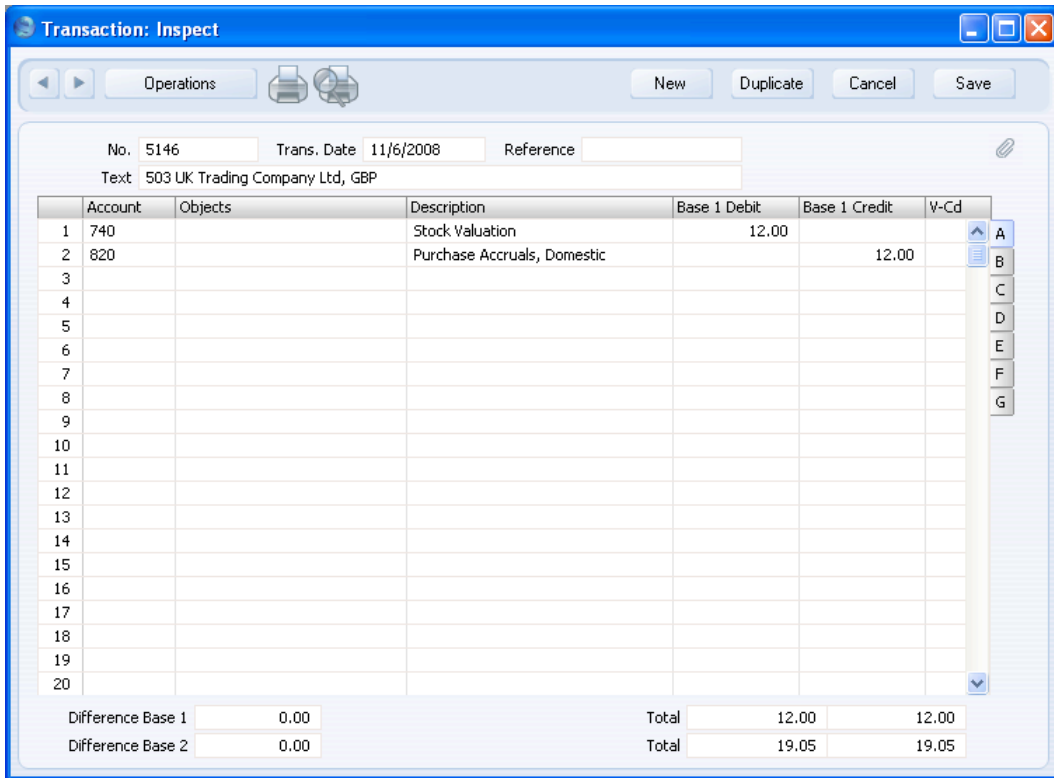 Transaction: Inspect
Operations New Duplicate Cancel Save
No. 5146 Trans. Date 11/6/2008 Reference
Text 503 UK Trading Company Ltd, GBP
Account Objects Description Base 1 Debit Base 1 Credit V-Cd
1 740 Stock Valuation 12.00 A
2 820 Purchase Accruals, Domestic 12.00 B
3
4 C
5 D
6 E
7 F
8 G
9
10
11
12
13
14
15
16
17
18
19
20
Difference Base 1 0.00 Total 12.00 12.00
Difference Base 2 0.00 Total 19.05 19.05